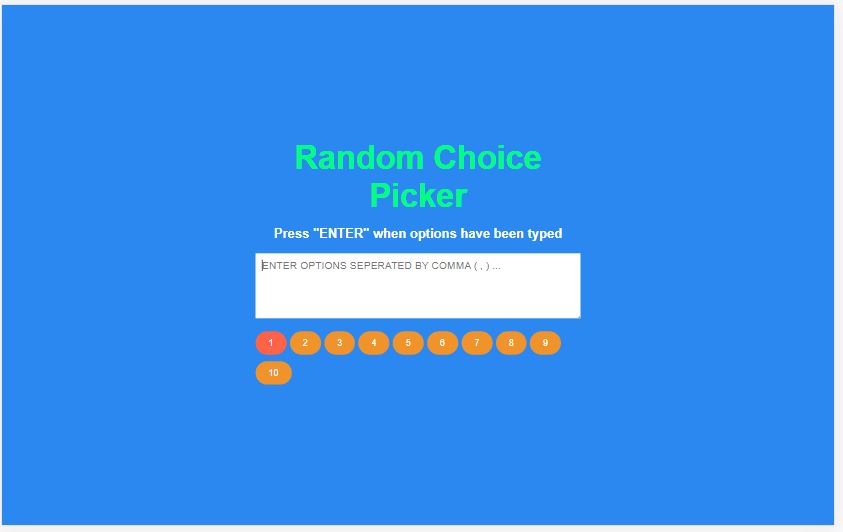 Random Choice
Picker
Press "ENTER" when options have been typed
ENTER OPTIONS SEPERATED BY COMMA ( , ) ...
1 2 3 4 5 6 7 8 9
10